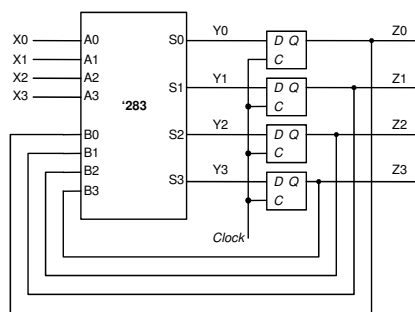 X0 A0 S0 Y0 D Q Z0
X1 A1 C
X2 A2 S1 Y1 D Q Z1
X3 A3 C
'283
B0 S2 Y2 D Q Z2
B1 C
B2
B3 S3 Y3 D Q Z3
C
Clock